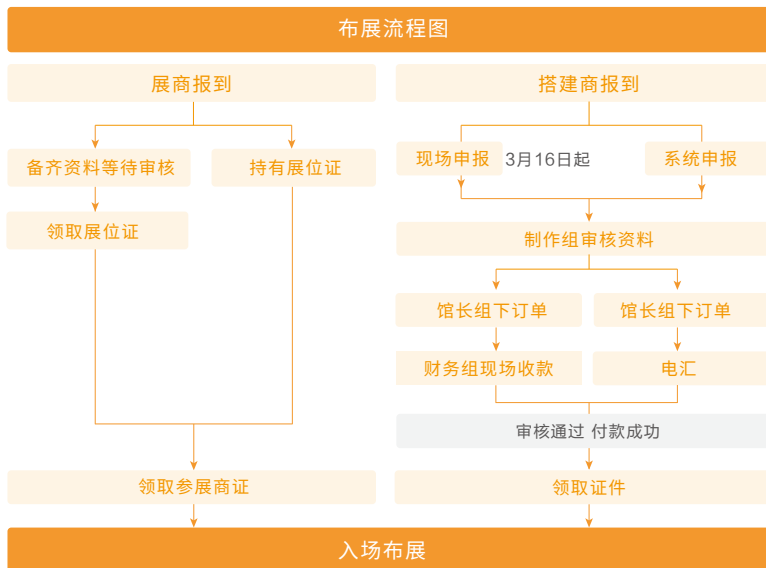 布展流程图
展商报到
搭建商报到
备齐资料等待审核
持有展位证
现场申报
3月16日起
系统申报
领取展位证
制作组审核资料
馆长组下订单
馆长组下订单
财务组现场收款
电汇
审核通过 付款成功
领取参展商证
领取证件
入场布展